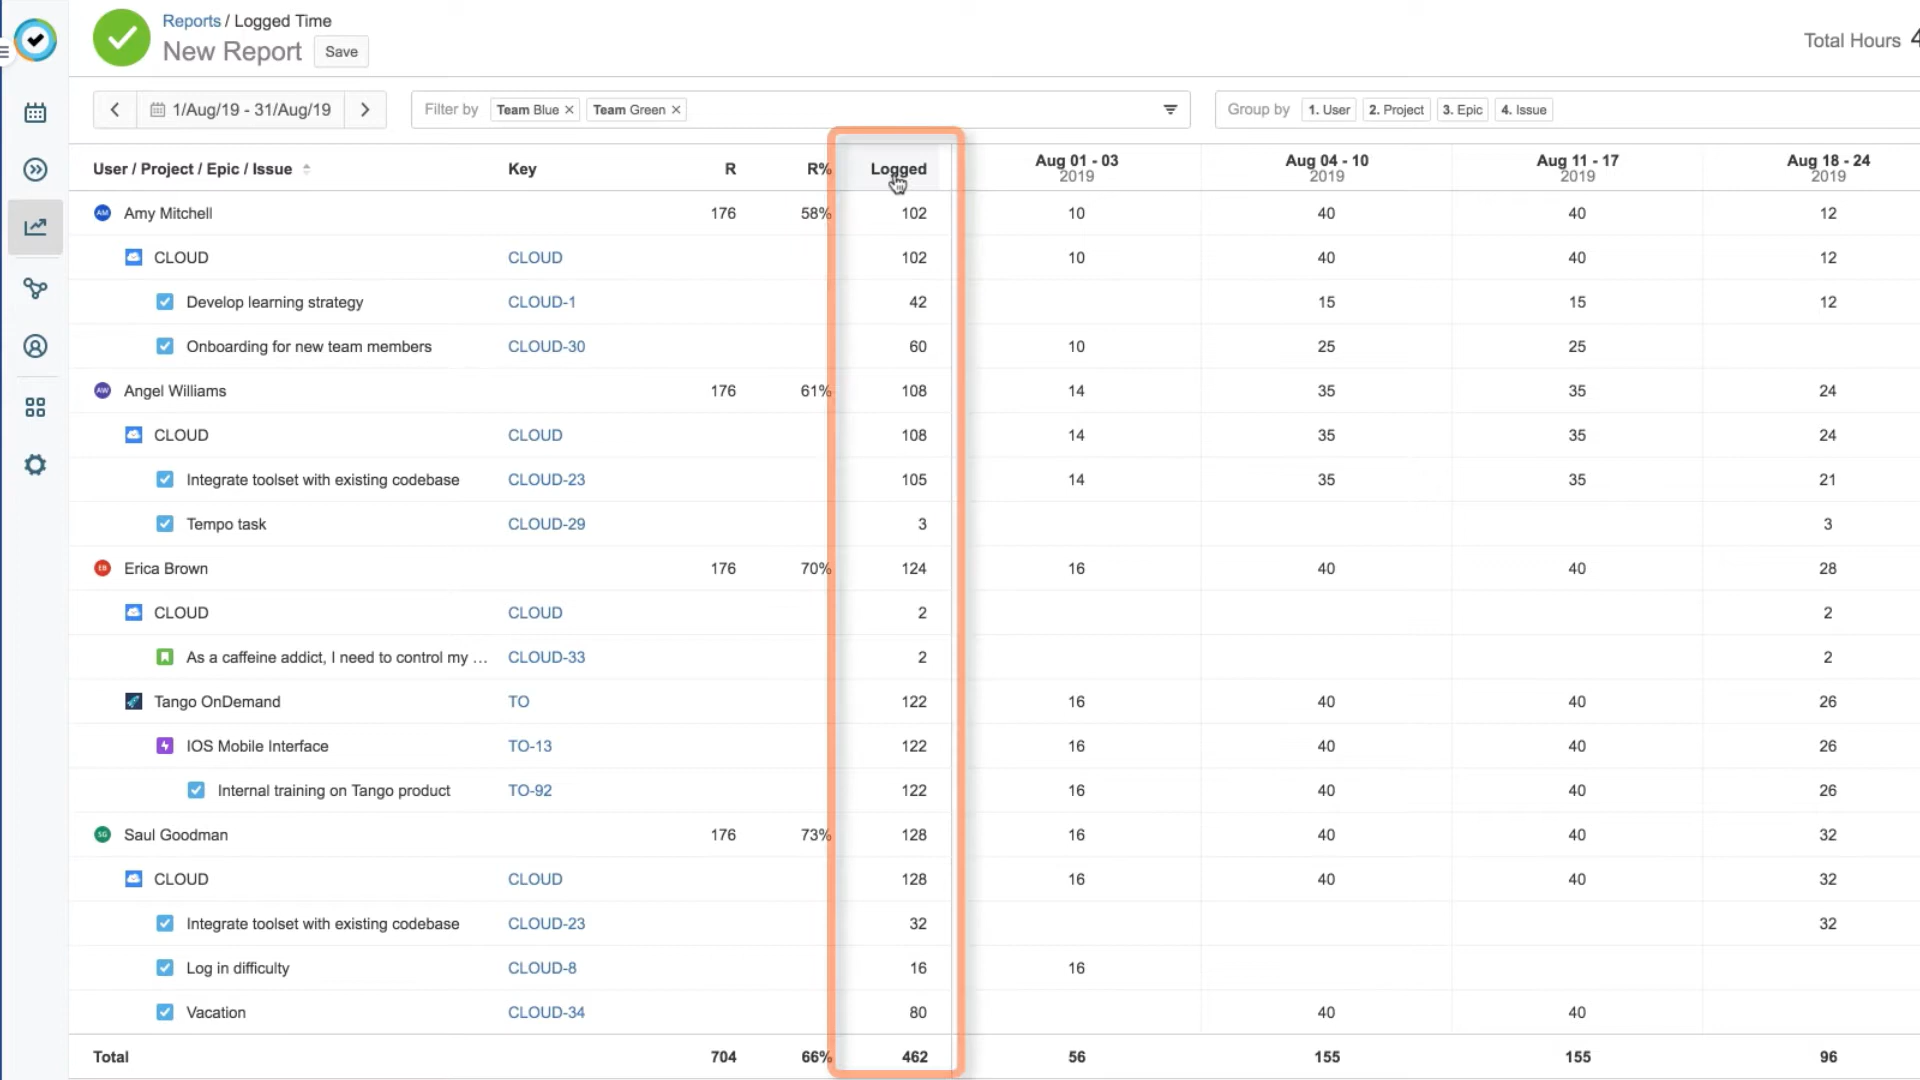 Reports / Logged Time
New Report Save
Total Hours 4
1/Aug/19 - 31/Aug/19 Filter by Team Blue × Team Green × Group by 1. User 2. Project 3. Epic 4. Issue
User / Project / Epic / Issue Key R R% Logged Aug 01 - 03 2019 Aug 04 - 10 2019 Aug 11 - 17 2019 Aug 18 - 24 2019
AM Amy Mitchell 176 58% 102 10 40 40 12
CLOUD CLOUD 102 10 40 40 12
Develop learning strategy CLOUD-1 42 15 15 12
Onboarding for new team members CLOUD-30 60 10 25 25
AW Angel Williams 176 61% 108 14 35 35 24
CLOUD CLOUD 108 14 35 35 24
Integrate toolset with existing codebase CLOUD-23 105 14 35 35 21
Tempo task CLOUD-29 3 3
EB Erica Brown 176 70% 124 16 40 40 28
CLOUD CLOUD 2 2
As a caffeine addict, I need to control my ... CLOUD-33 2 2
Tango OnDemand TO 122 16 40 40 26
IOS Mobile Interface TO-13 122 16 40 40 26
Internal training on Tango product TO-92 122 16 40 40 26
SG Saul Goodman 176 73% 128 16 40 40 32
CLOUD CLOUD 128 16 40 40 32
Integrate toolset with existing codebase CLOUD-23 32 32
Log in difficulty CLOUD-8 16 16
Vacation CLOUD-34 80 40 40
Total 704 66% 462 56 155 155 96